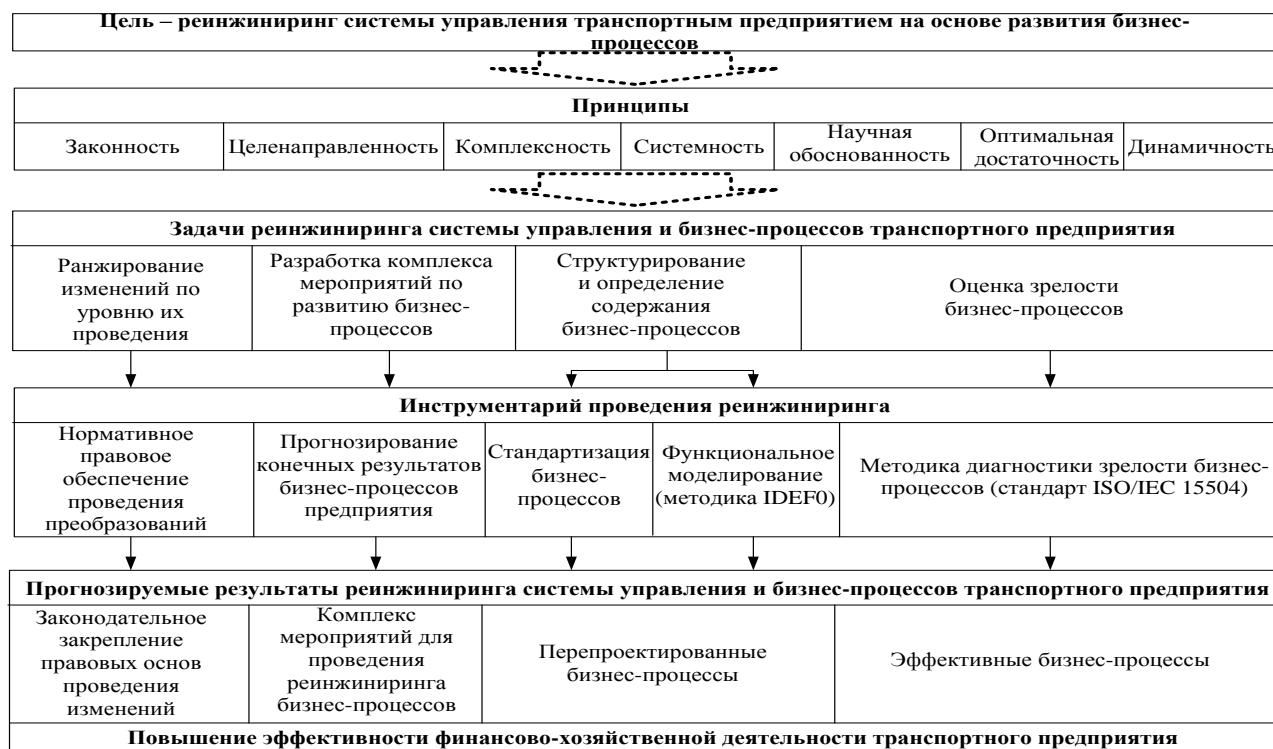 Цель – реинжиниринг системы управления транспортным предприятием на основе развития бизнес-
процессов
Принципы
Законность
Целенаправленность
Комплексность
Системность
Научная
обоснованность
Оптимальная
достаточность
Динамичность
Задачи реинжиниринга системы управления и бизнес-процессов транспортного предприятия
Ранжирование
изменений по
уровню их
проведения
Разработка комплекса
мероприятий по
развитию бизнес-
процессов
Структурирование
и определение
содержания
бизнес-процессов
Оценка зрелости
бизнес-процессов
Инструментарий проведения реинжиниринга
Нормативное
правовое
обеспечение
проведения
преобразований
Прогнозирование
конечных результатов
бизнес-процессов
предприятия
Стандартизация
бизнес-
процессов
Функциональное
моделирование
(методика IDEF0)
Методика диагностики зрелости бизнес-
процессов (стандарт ISO/IEC 15504)
Прогнозируемые результаты реинжиниринга системы управления и бизнес-процессов транспортного предприятия
Законодательное
закрепление
правовых основ
проведения
изменений
Комплекс
мероприятий для
проведения
реинжиниринга
бизнес-процессов
Перепроектированные
бизнес-процессы
Эффективные бизнес-процессы
Повышение эффективности финансово-хозяйственной деятельности транспортного предприятия